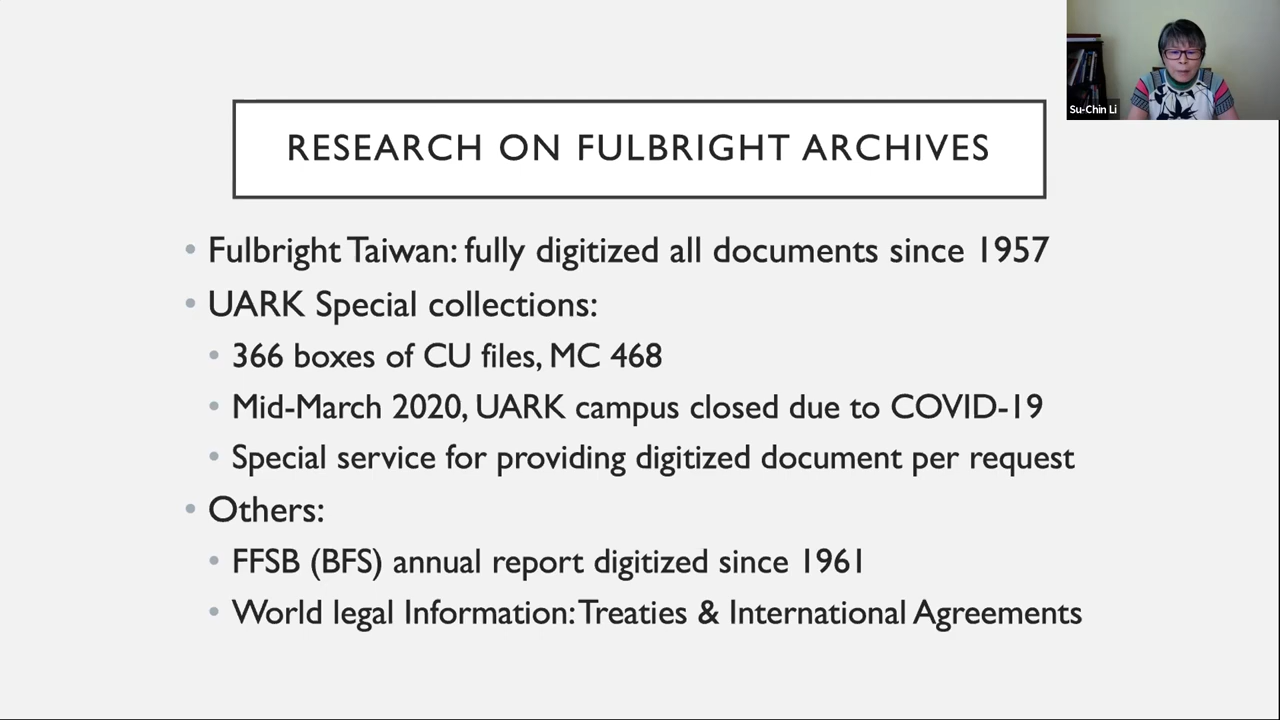 Su-Chin Li
RESEARCH ON FULBRIGHT ARCHIVES
• Fulbright Taiwan: fully digitized all documents since 1957
• UARK Special collections:
• 366 boxes of CU files, MC 468
• Mid-March 2020, UARK campus closed due to COVID-19
• Special service for providing digitized document per request
• Others:
• FFSB (BFS) annual report digitized since 1961
• World legal Information: Treaties & International Agreements